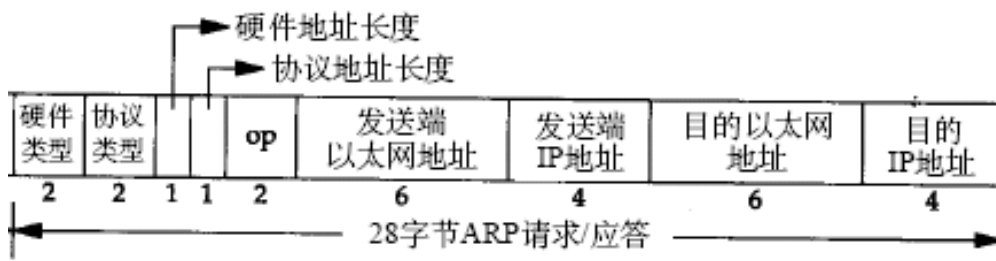 硬件地址长度
协议地址长度
硬件
类型
协议
类型
op
发送端
以太网地址
发送端
IP地址
目的以太网
地址
目的
IP地址
2 2 1 1 2 6 4 6 4
28字节ARP请求/应答